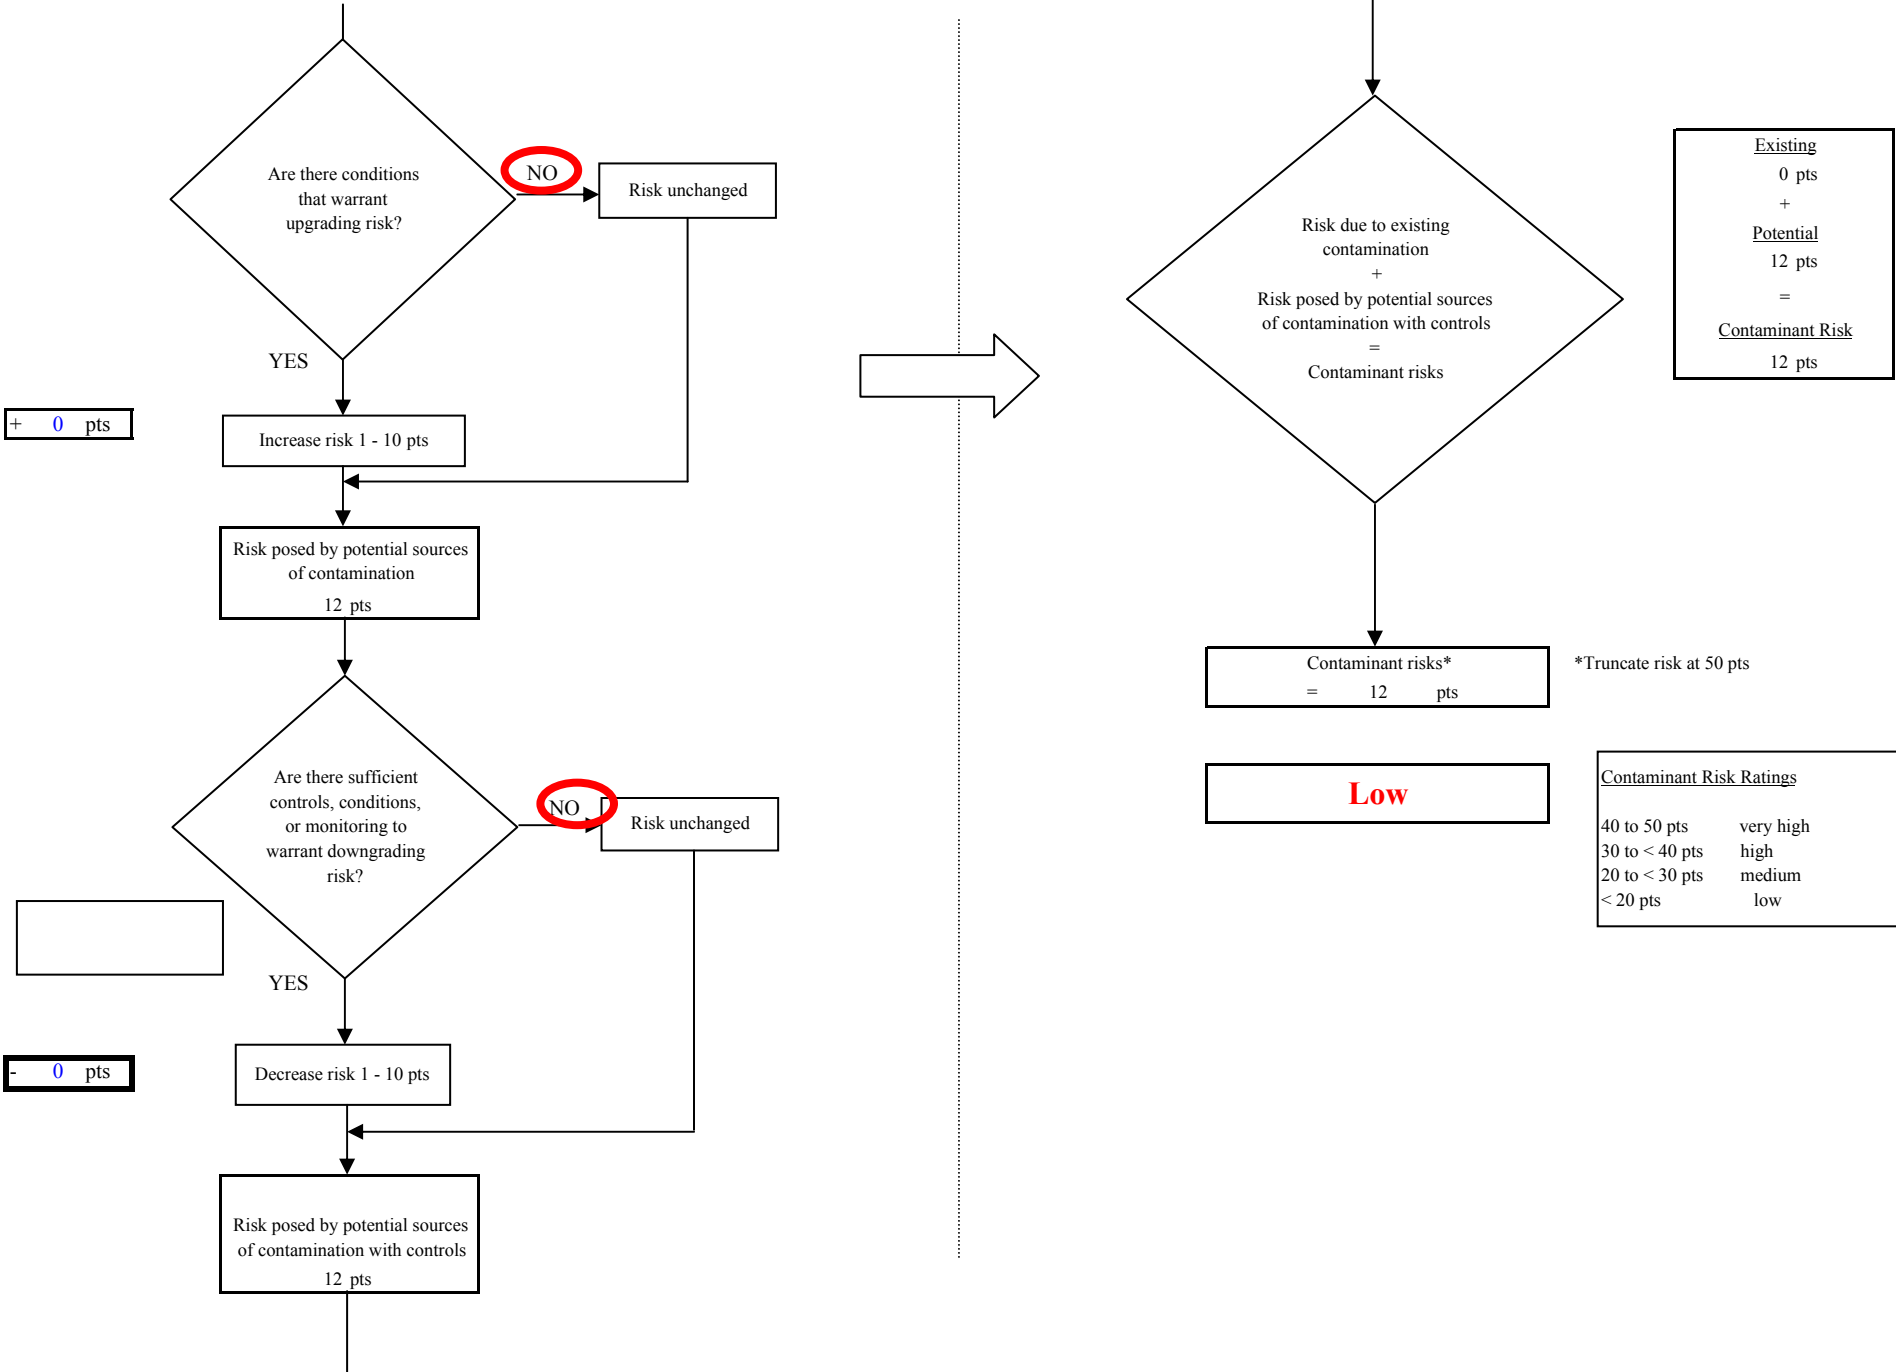 Are there conditions
that warrant
upgrading risk?
NO
Risk unchanged
YES
+ 0 pts
Increase risk 1 - 10 pts
Risk posed by potential sources
of contamination
12 pts
Are there sufficient
controls, conditions,
or monitoring to
warrant downgrading
risk?
NO
Risk unchanged
YES
- 0 pts
Decrease risk 1 - 10 pts
Risk posed by potential sources
of contamination with controls
12 pts
Risk due to existing
contamination
+
Risk posed by potential sources
of contamination with controls
=
Contaminant risks
Existing
0 pts
+
Potential
12 pts
=
Contaminant Risk
12 pts
Contaminant risks*
= 12 pts
*Truncate risk at 50 pts
Low
Contaminant Risk Ratings
40 to 50 pts very high
30 to < 40 pts high
20 to < 30 pts medium
< 20 pts low